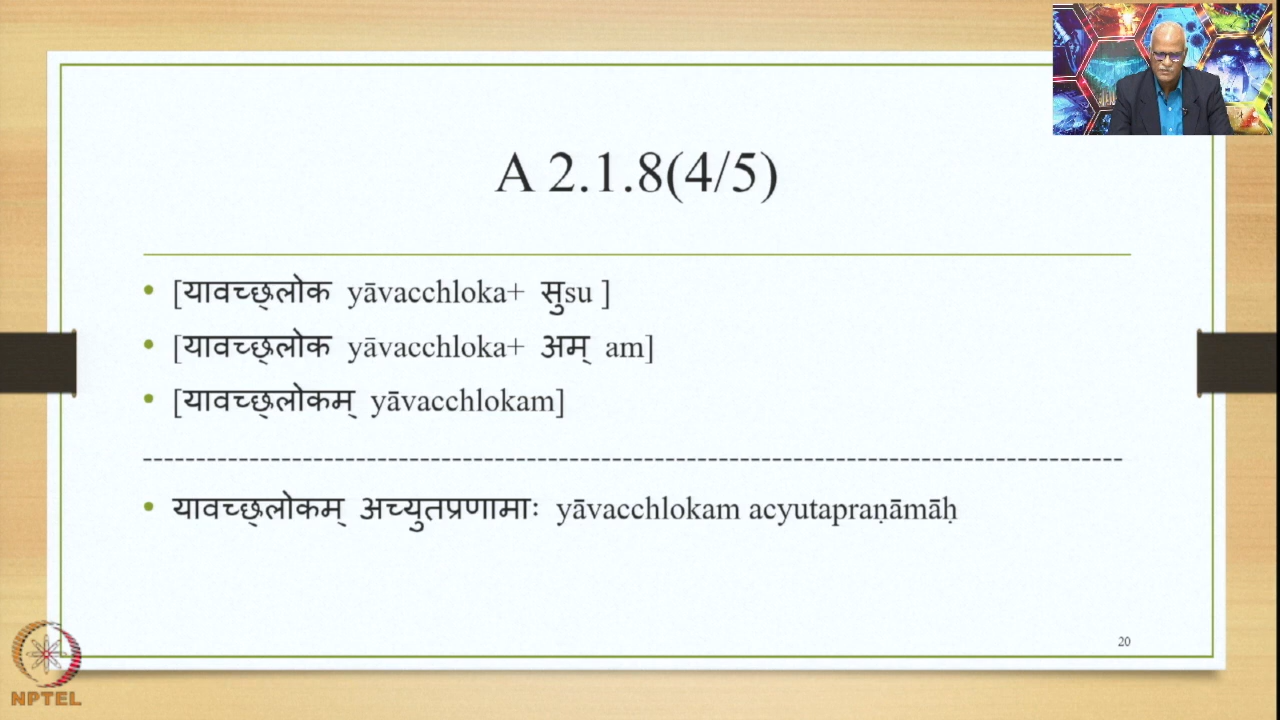 A 2.1.8(4/5)
• [यावच्छ्लोक yāvacchloka+ सुsu ]
• [यावच्छ्लोक yāvacchloka+ अम् am]
• [यावच्छ्लोकम् yāvacchlokam]
---------------------------------------------------------------------------------------------
• यावच्छ्लोकम् अच्युतप्रणामाः yāvacchlokam acyutapraṇāmāḥ
20
NPTEL